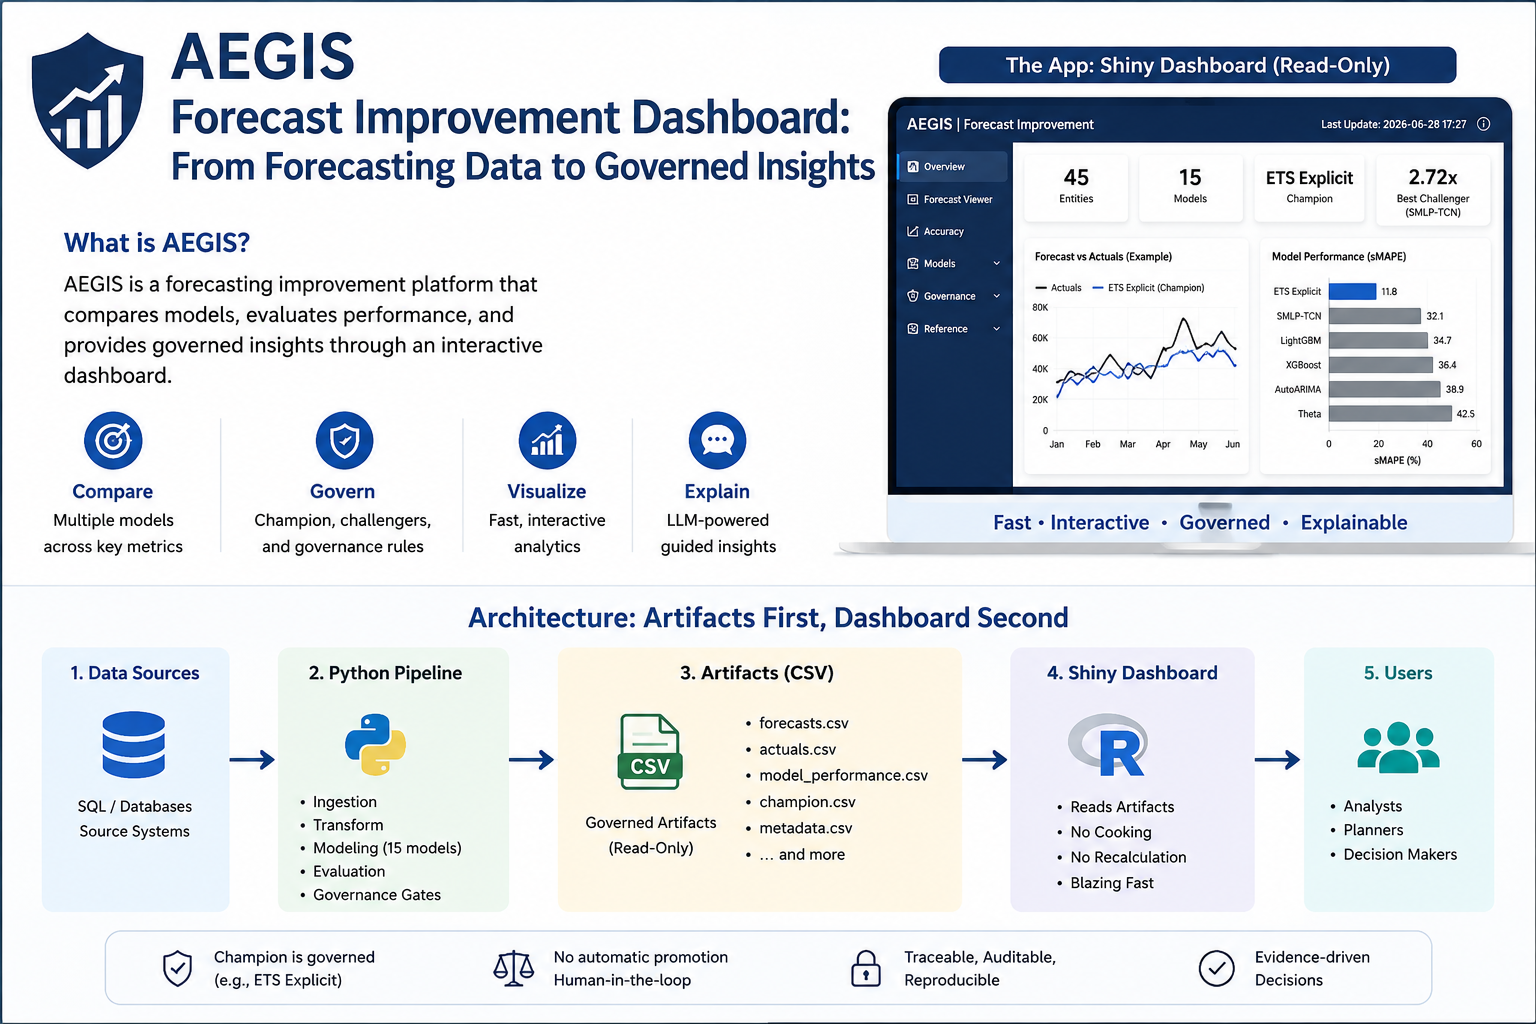 AEGIS
Forecast Improvement Dashboard:
From Forecasting Data to Governed Insights
What is AEGIS?
AEGIS is a forecasting improvement platform that
compares models, evaluates performance, and
provides governed insights through an interactive
dashboard.
Compare
Multiple models
across key metrics
Govern
Champion, challengers,
and governance rules
Visualize
Fast, interactive
analytics
Explain
LLM-powered
guided insights
The App: Shiny Dashboard (Read-Only)
AEGIS | Forecast Improvement
Last Update: 2026-06-28 17:27
Overview
Forecast Viewer
Accuracy
Models
Governance
Reference
45
Entities
15
Models
ETS Explicit
Champion
2.72x
Best Challenger
(SMLP-TCN)
Forecast vs Actuals (Example)
Actuals
ETS Explicit (Champion)
80K
60K
40K
20K
0
Jan Feb Mar Apr May Jun
Model Performance (sMAPE)
ETS Explicit 11.8
SMLP-TCN 32.1
LightGBM 34.7
XGBoost 36.4
AutoARIMA 38.9
Theta 42.5
0 20 40 60
sMAPE (%)
Fast • Interactive • Governed • Explainable
Architecture: Artifacts First, Dashboard Second
1. Data Sources
SQL / Databases
Source Systems
2. Python Pipeline
• Ingestion
• Transform
• Modeling (15 models)
• Evaluation
• Governance Gates
3. Artifacts (CSV)
CSV
Governed Artifacts
(Read-Only)
• forecasts.csv
• actuals.csv
• model_performance.csv
• champion.csv
• metadata.csv
• ... and more
4. Shiny Dashboard
R
• Reads Artifacts
• No Cooking
• No Recalculation
• Blazing Fast
5. Users
• Analysts
• Planners
• Decision Makers
Champion is governed
(e.g., ETS Explicit)
No automatic promotion
Human-in-the-loop
Traceable, Auditable,
Reproducible
Evidence-driven
Decisions